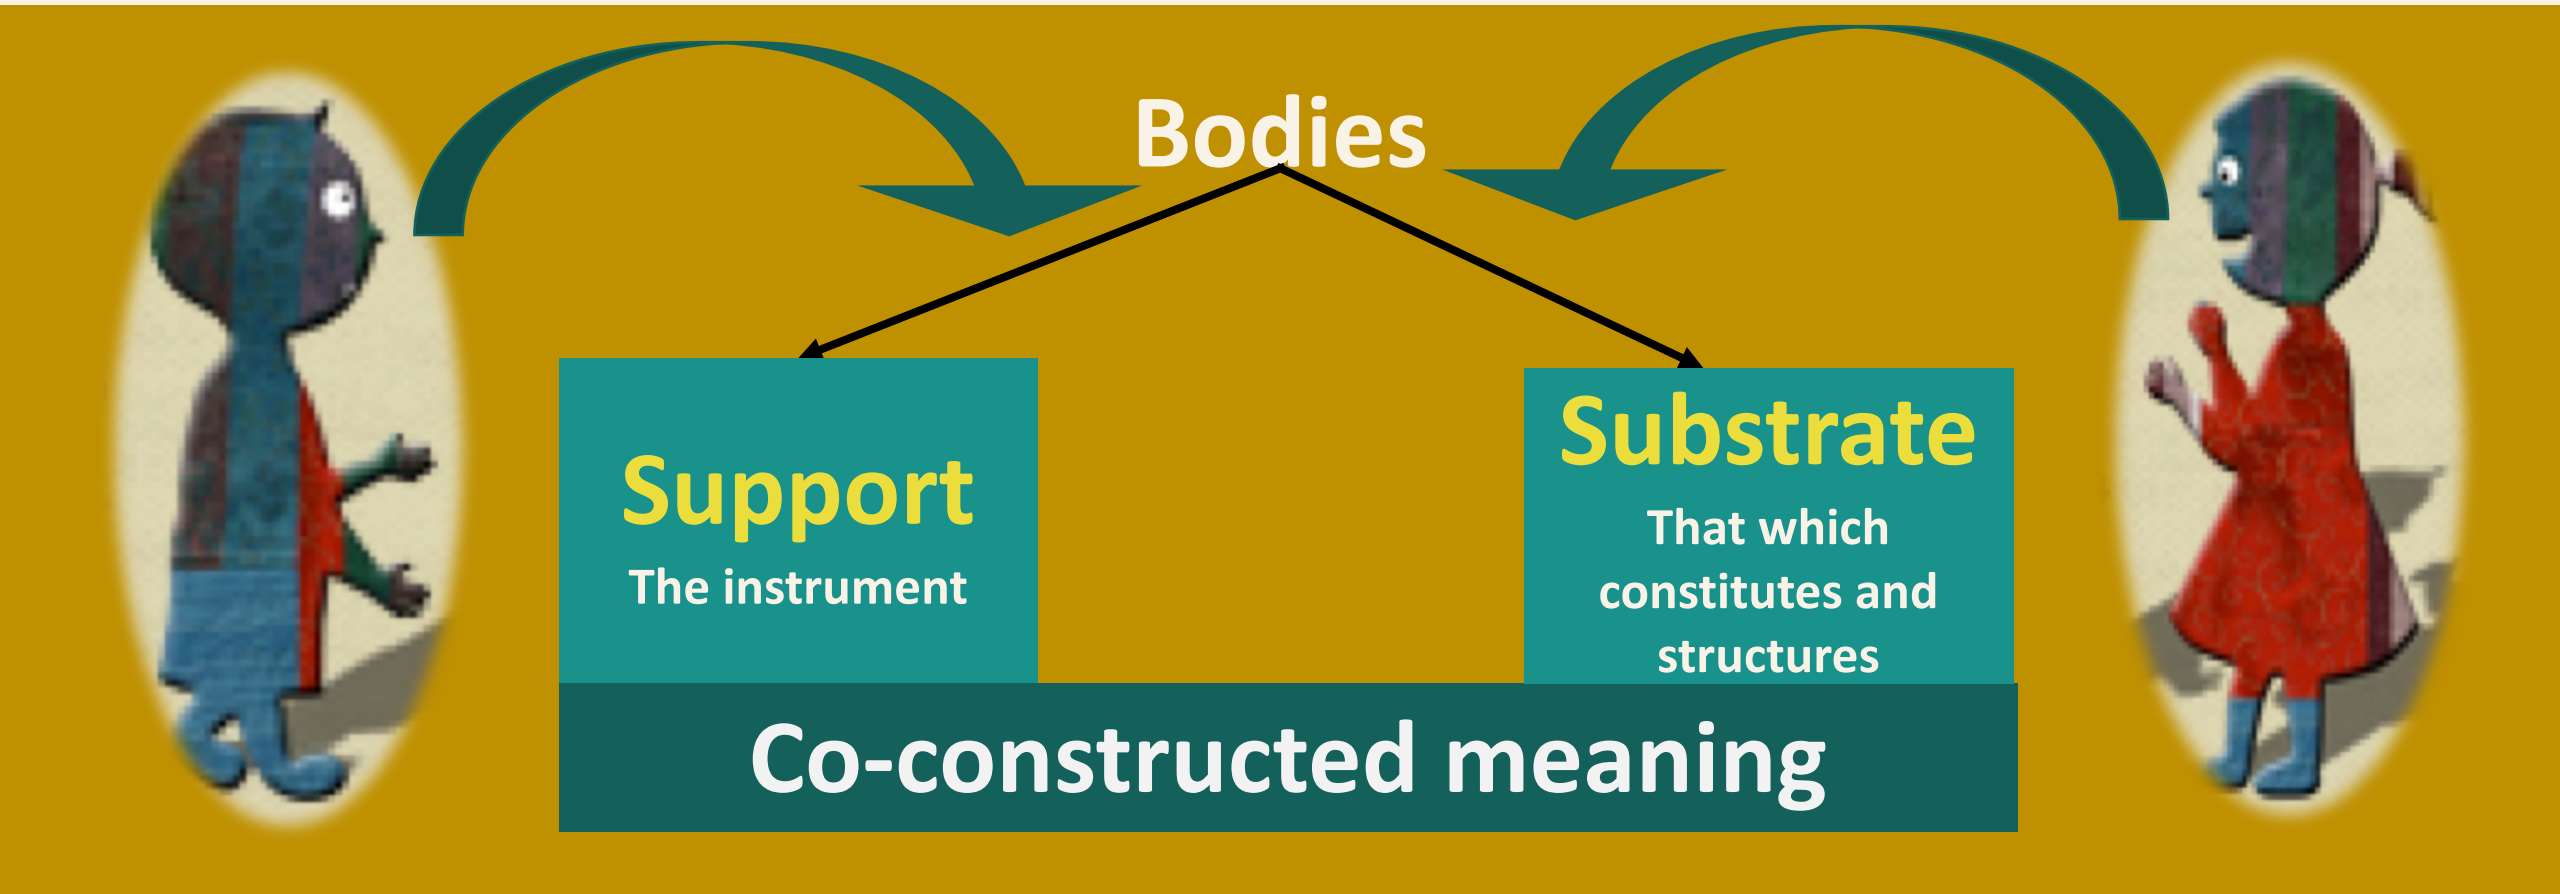 Bodies
Support
The instrument
Substrate
That which
constitutes and
structures
Co-constructed meaning